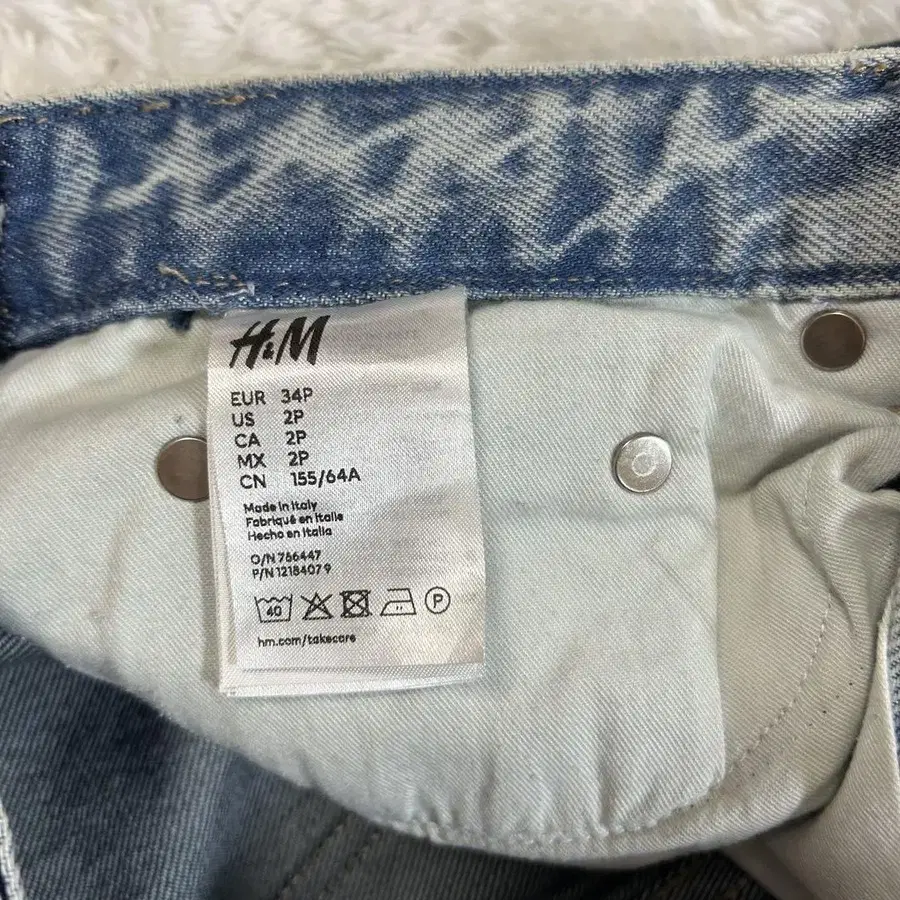 H&M
EUR 34P
US 2P
CA 2P
MX 2P
CN 155/64A
Made in Italy
Fabriqué en Italie
Hecho en Italia
O/N 766447
P/N 12184079
40
P
hm.com/takecare